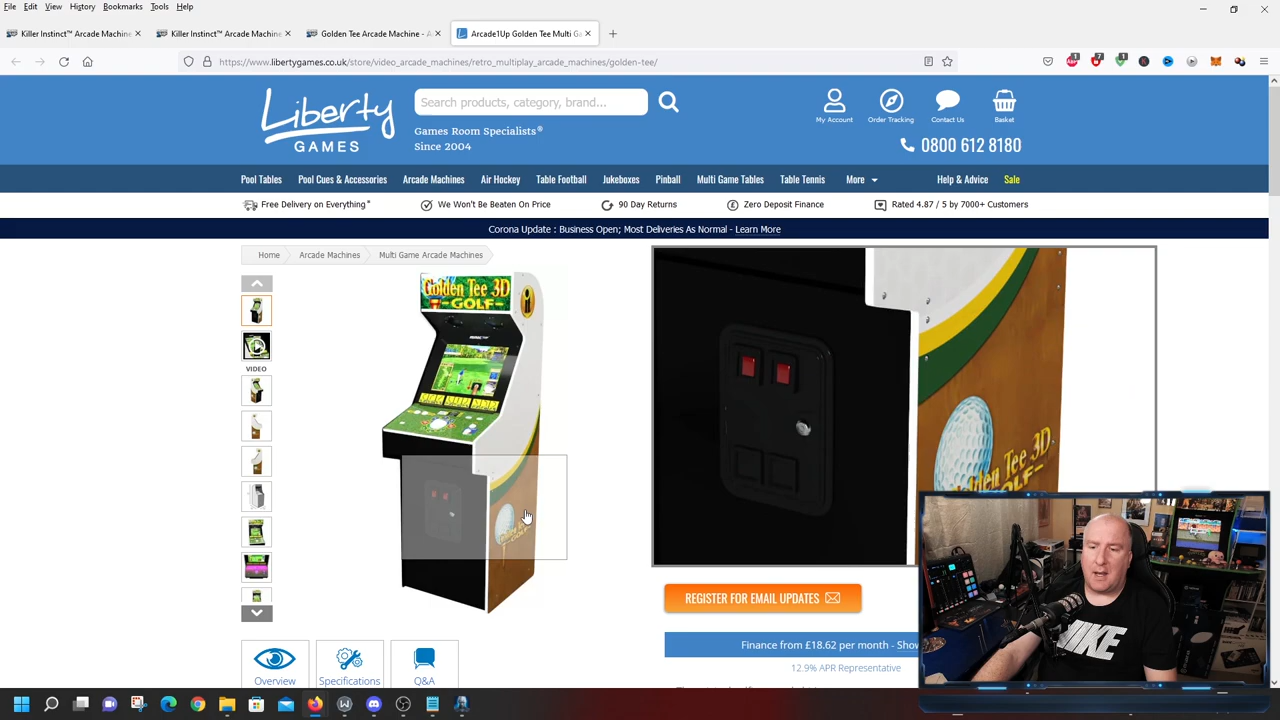 File Edit View History Bookmarks Tools Help
Killer Instinct™ Arcade Machine
Killer Instinct™ Arcade Machine
Golden Tee Arcade Machine - A
Arcade1Up Golden Tee Multi Ga
https://www.libertygames.co.uk/store/video_arcade_machines/retro_multiplay_arcade_machines/golden-tee/
Liberty
GAMES
Search products, category, brand...
Games Room Specialists®
Since 2004
My Account
Order Tracking
Contact Us
Basket
0800 612 8180
Pool Tables
Pool Cues & Accessories
Arcade Machines
Air Hockey
Table Football
Jukeboxes
Pinball
Multi Game Tables
Table Tennis
More
Help & Advice
Sale
Free Delivery on Everything*
We Won't Be Beaten On Price
90 Day Returns
Zero Deposit Finance
Rated 4.87 / 5 by 7000+ Customers
Corona Update : Business Open; Most Deliveries As Normal - Learn More
Home
Arcade Machines
Multi Game Arcade Machines
Golden Tee 3D
GOLF
VIDEO
Golden Tee 3D
GOLF
REGISTER FOR EMAIL UPDATES
Finance from £18.62 per month - Show
12.9% APR Representative
Overview
Specifications
Q&A
NIKE